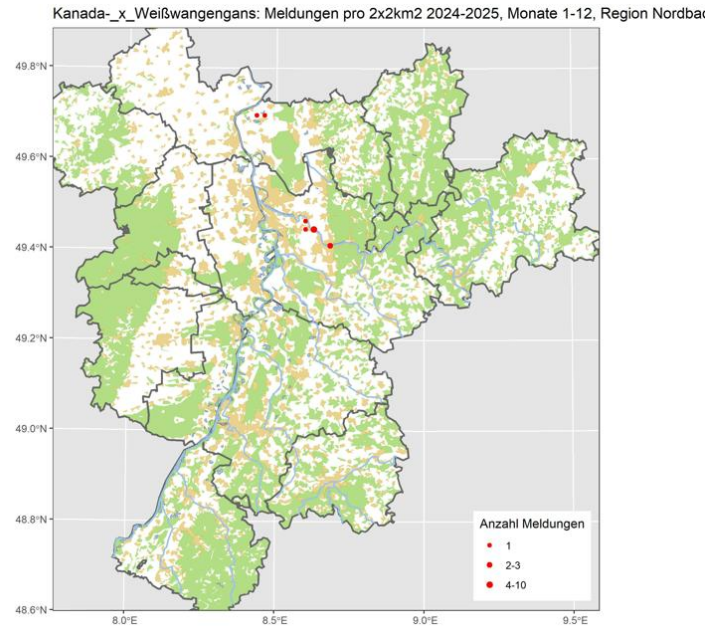 Kanada-_x_Weißwangengans: Meldungen pro 2x2km2 2024-2025, Monate 1-12, Region Nordbad
49.8°N
49.6°N
49.4°N
49.2°N
49.0°N
48.8°N
48.6°N
Anzahl Meldungen
1
2-3
4-10
8.0°E
8.5°E
9.0°E
9.5°E